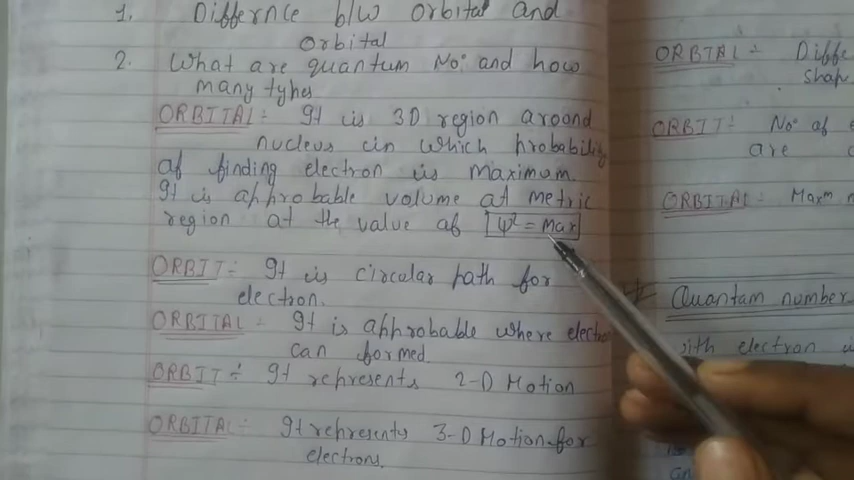 1. Differnce b/w orbital and
orbital
2. What are quantum No: and how
many types
ORBITAL:- It is 3D region around
nucleus in which probability
of finding electron is maximum.
It is approbable volume at metric
region at the value of ψ² = Max
ORBIT:- It is circular path for
electron.
ORBITAL:- It is approbable where electron
can formed.
ORBIT:- It represents 2-D Motion
ORBITAL:- It represents 3-D Motion for
electrons.
ORBITAL:- Diffe
shap
ORBIT:- No: of
are
ORBITAL:- Maxm
Quantam number
with electron